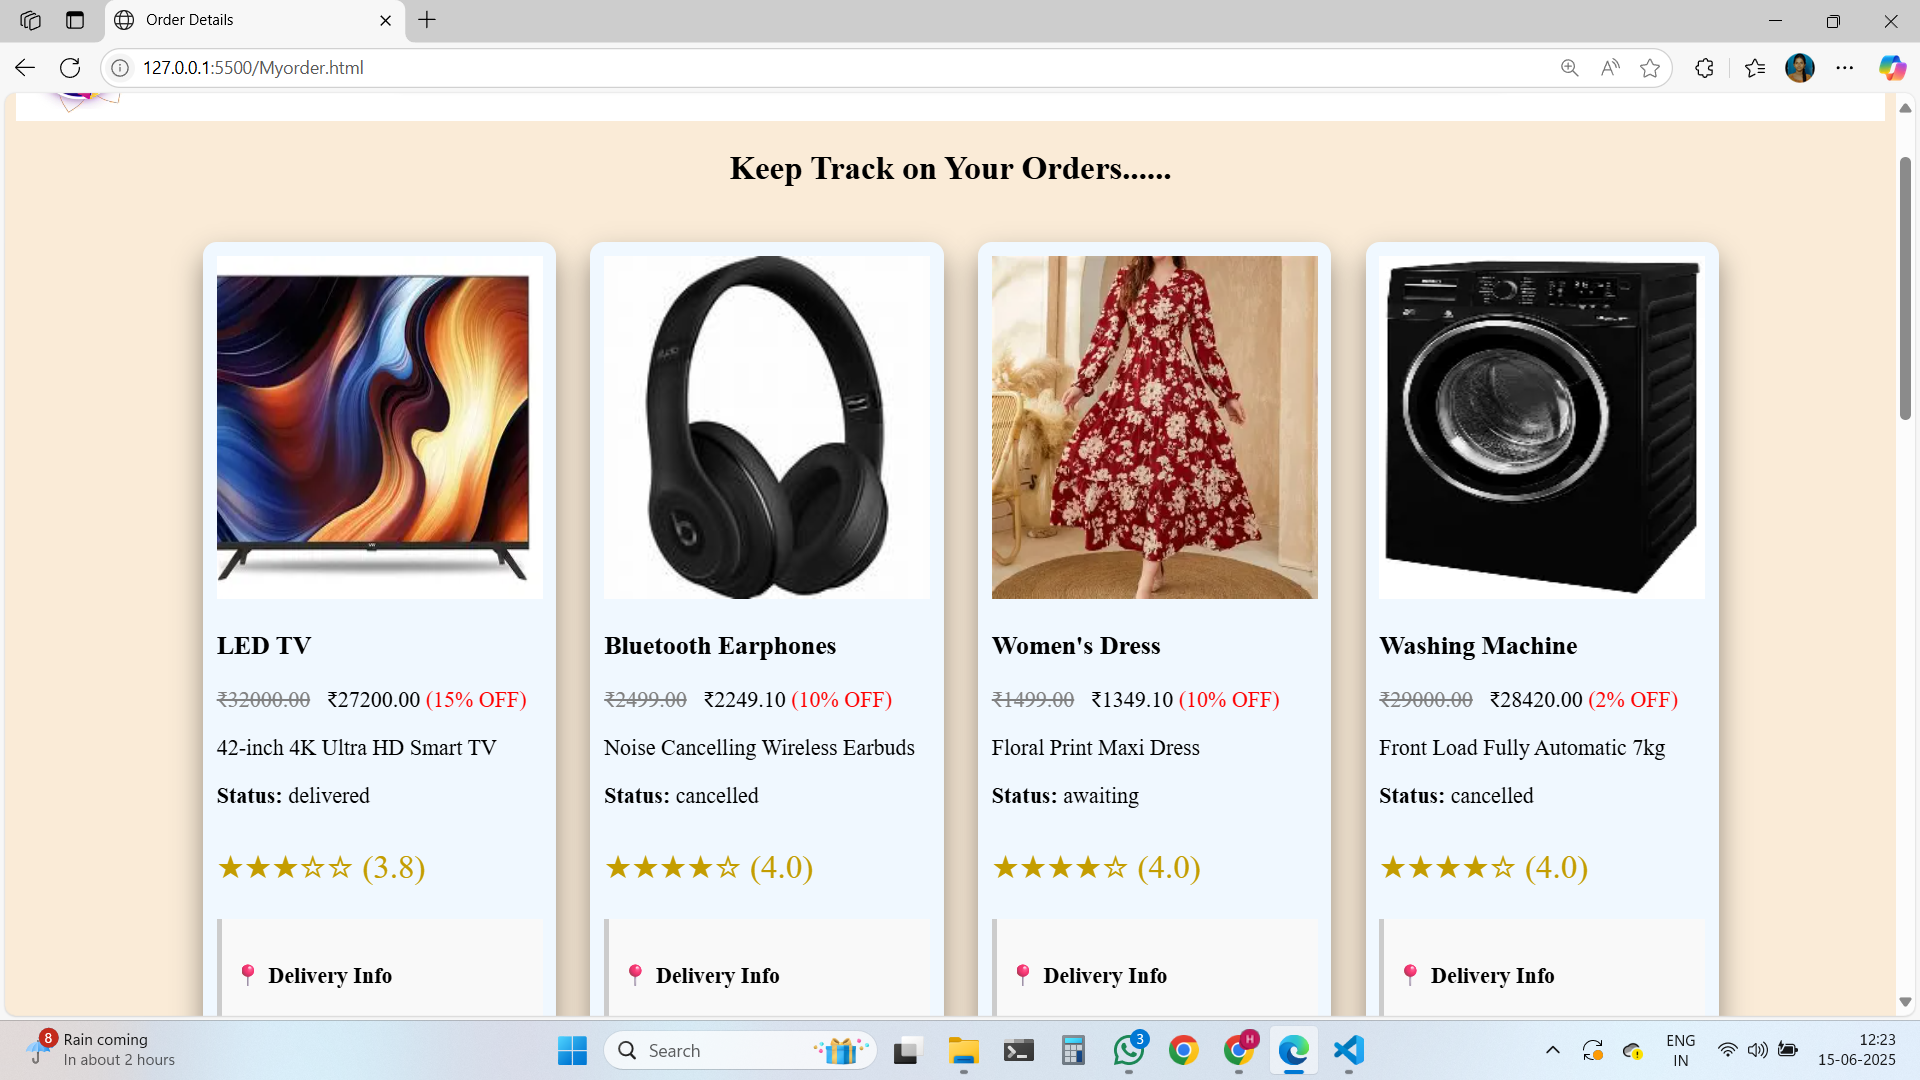 Order Details
127.0.0.1:5500/Myorder.html
Keep Track on Your Orders......
LED TV
₹32000.00 ₹27200.00 (15% OFF)
42-inch 4K Ultra HD Smart TV
Status: delivered
★★★☆☆ (3.8)
📍 Delivery Info
Bluetooth Earphones
₹2499.00 ₹2249.10 (10% OFF)
Noise Cancelling Wireless Earbuds
Status: cancelled
★★★★☆ (4.0)
📍 Delivery Info
Women's Dress
₹1499.00 ₹1349.10 (10% OFF)
Floral Print Maxi Dress
Status: awaiting
★★★★☆ (4.0)
📍 Delivery Info
Washing Machine
₹29000.00 ₹28420.00 (2% OFF)
Front Load Fully Automatic 7kg
Status: cancelled
★★★★☆ (4.0)
📍 Delivery Info
8
Rain coming
In about 2 hours
Search
3
H
ENG
IN
12:23
15-06-2025